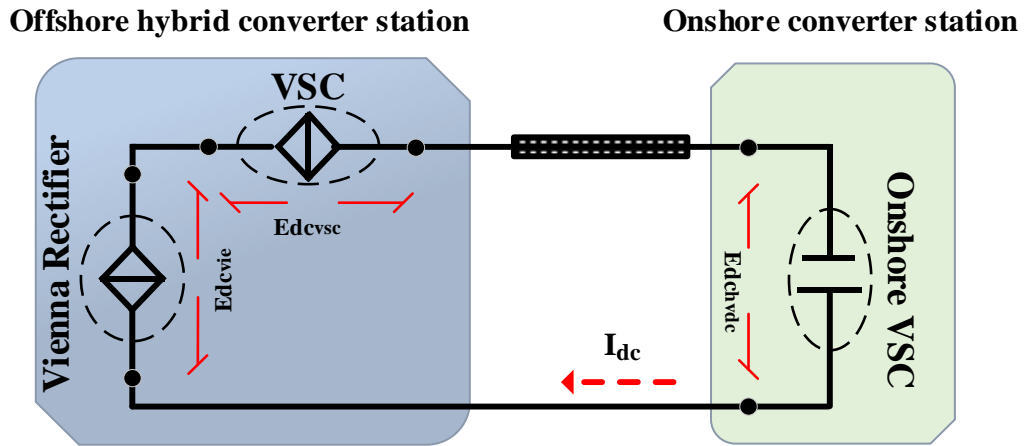 Offshore hybrid converter station
Onshore converter station
VSC
Vienna Rectifier
Edcvsc
Edcvie
Edchvdc
Onshore VSC
Idc